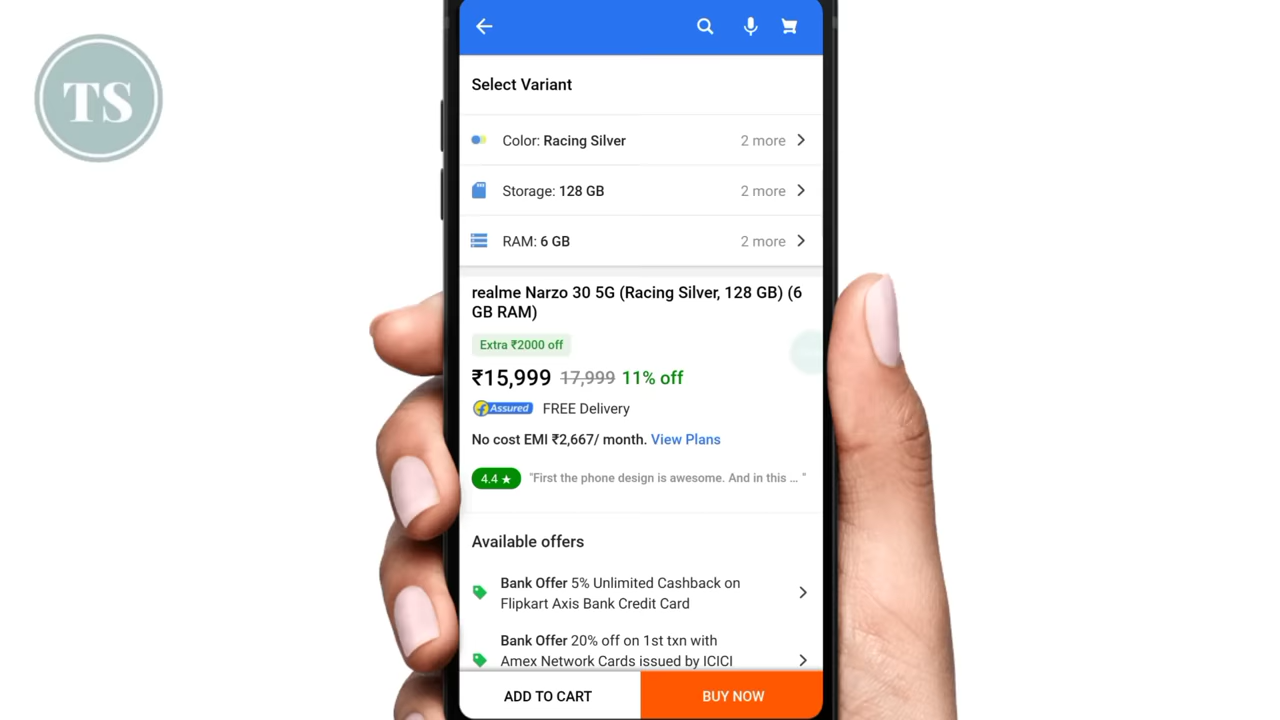 TS
Select Variant
Color: Racing Silver 2 more
Storage: 128 GB 2 more
RAM: 6 GB 2 more
realme Narzo 30 5G (Racing Silver, 128 GB) (6
GB RAM)
Extra ₹2000 off
₹15,999 17,999 11% off
f Assured FREE Delivery
No cost EMI ₹2,667/ month. View Plans
4.4 ★ "First the phone design is awesome. And in this ... "
Available offers
Bank Offer 5% Unlimited Cashback on
Flipkart Axis Bank Credit Card
Bank Offer 20% off on 1st txn with
Amex Network Cards issued by ICICI
ADD TO CART BUY NOW